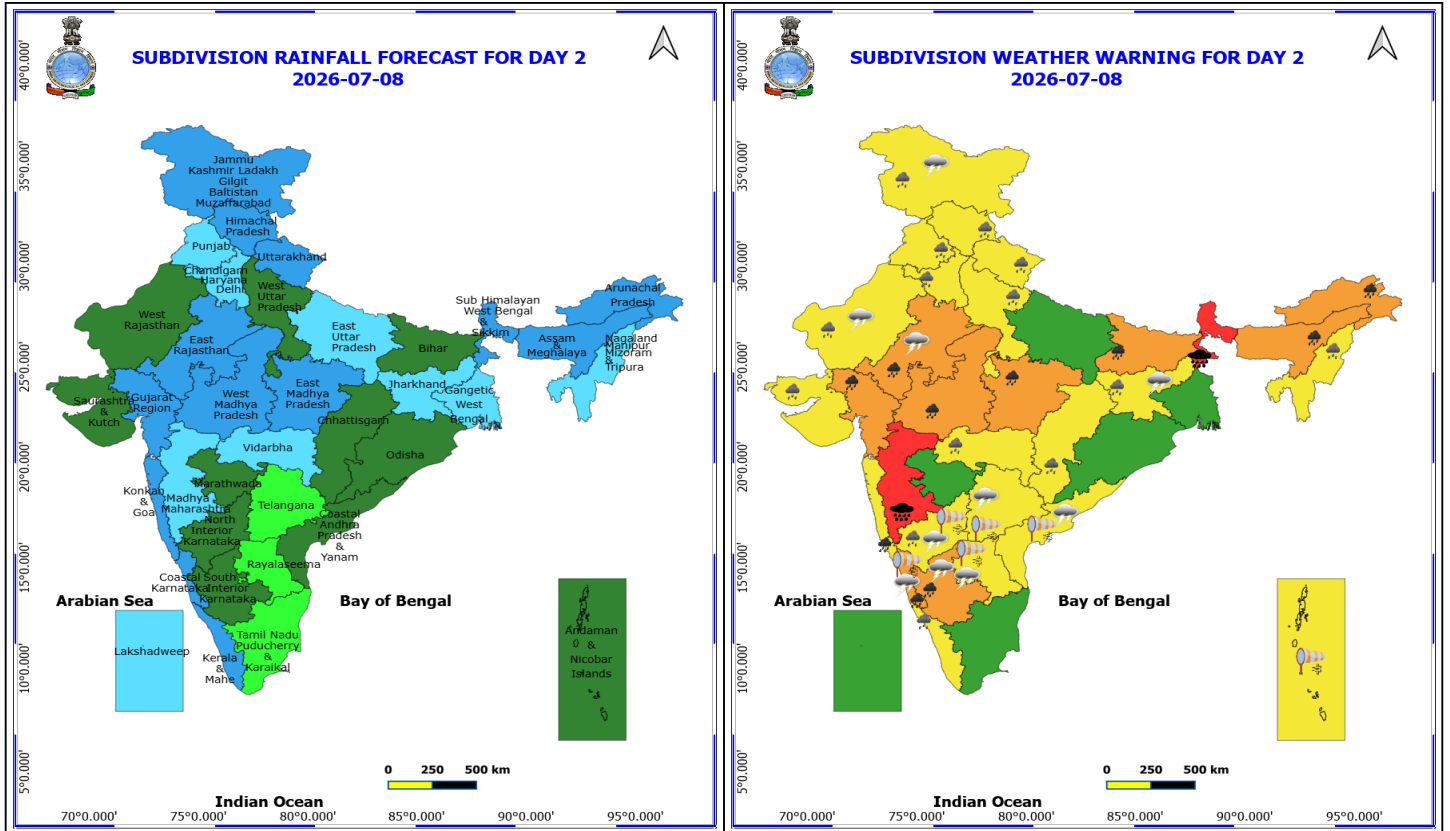 SUBDIVISION RAINFALL FORECAST FOR DAY 2
2026-07-08
40°0.000'
35°0.000'
30°0.000'
25°0.000'
20°0.000'
15°0.000'
10°0.000'
5°0.000'
Jammu
Kashmir Ladakh
Gilgit
Baltistan
Muzaffarabad
Himachal
Pradesh
Punjab
Uttarakhand
Chandigarh
Haryana
Delhi
West
Uttar
Pradesh
West
Rajasthan
East
Rajasthan
East
Uttar
Pradesh
Bihar
Sub Himalayan
West Bengal
&
Sikkim
Arunachal
Pradesh
Assam
&
Meghalaya
Nagaland
Manipur
Mizoram
&
Tripura
Saurashtra
&
Kutch
Gujarat
Region
West
Madhya
Pradesh
East
Madhya
Pradesh
Jharkhand
Gangetic
West
Bengal
Chhattisgarh
Odisha
Vidarbha
Marathwada
Konkan
&
Goa
Madhya
Maharashtra
Telangana
North
Interior
Karnataka
Coastal
Andhra
Pradesh
&
Yanam
Rayalaseema
Coastal
Karnataka
South
Interior
Karnataka
Tamil Nadu
Puducherry
&
Karaikal
Kerala
&
Mahe
Arabian Sea
Bay of Bengal
Lakshadweep
Andaman
&
Nicobar
Islands
0 250 500 km
Indian Ocean
70°0.000' 75°0.000' 80°0.000' 85°0.000' 90°0.000' 95°0.000'
SUBDIVISION WEATHER WARNING FOR DAY 2
2026-07-08
40°0.000'
35°0.000'
30°0.000'
25°0.000'
20°0.000'
15°0.000'
10°0.000'
5°0.000'
Arabian Sea
Bay of Bengal
0 250 500 km
Indian Ocean
70°0.000' 75°0.000' 80°0.000' 85°0.000' 90°0.000' 95°0.000'